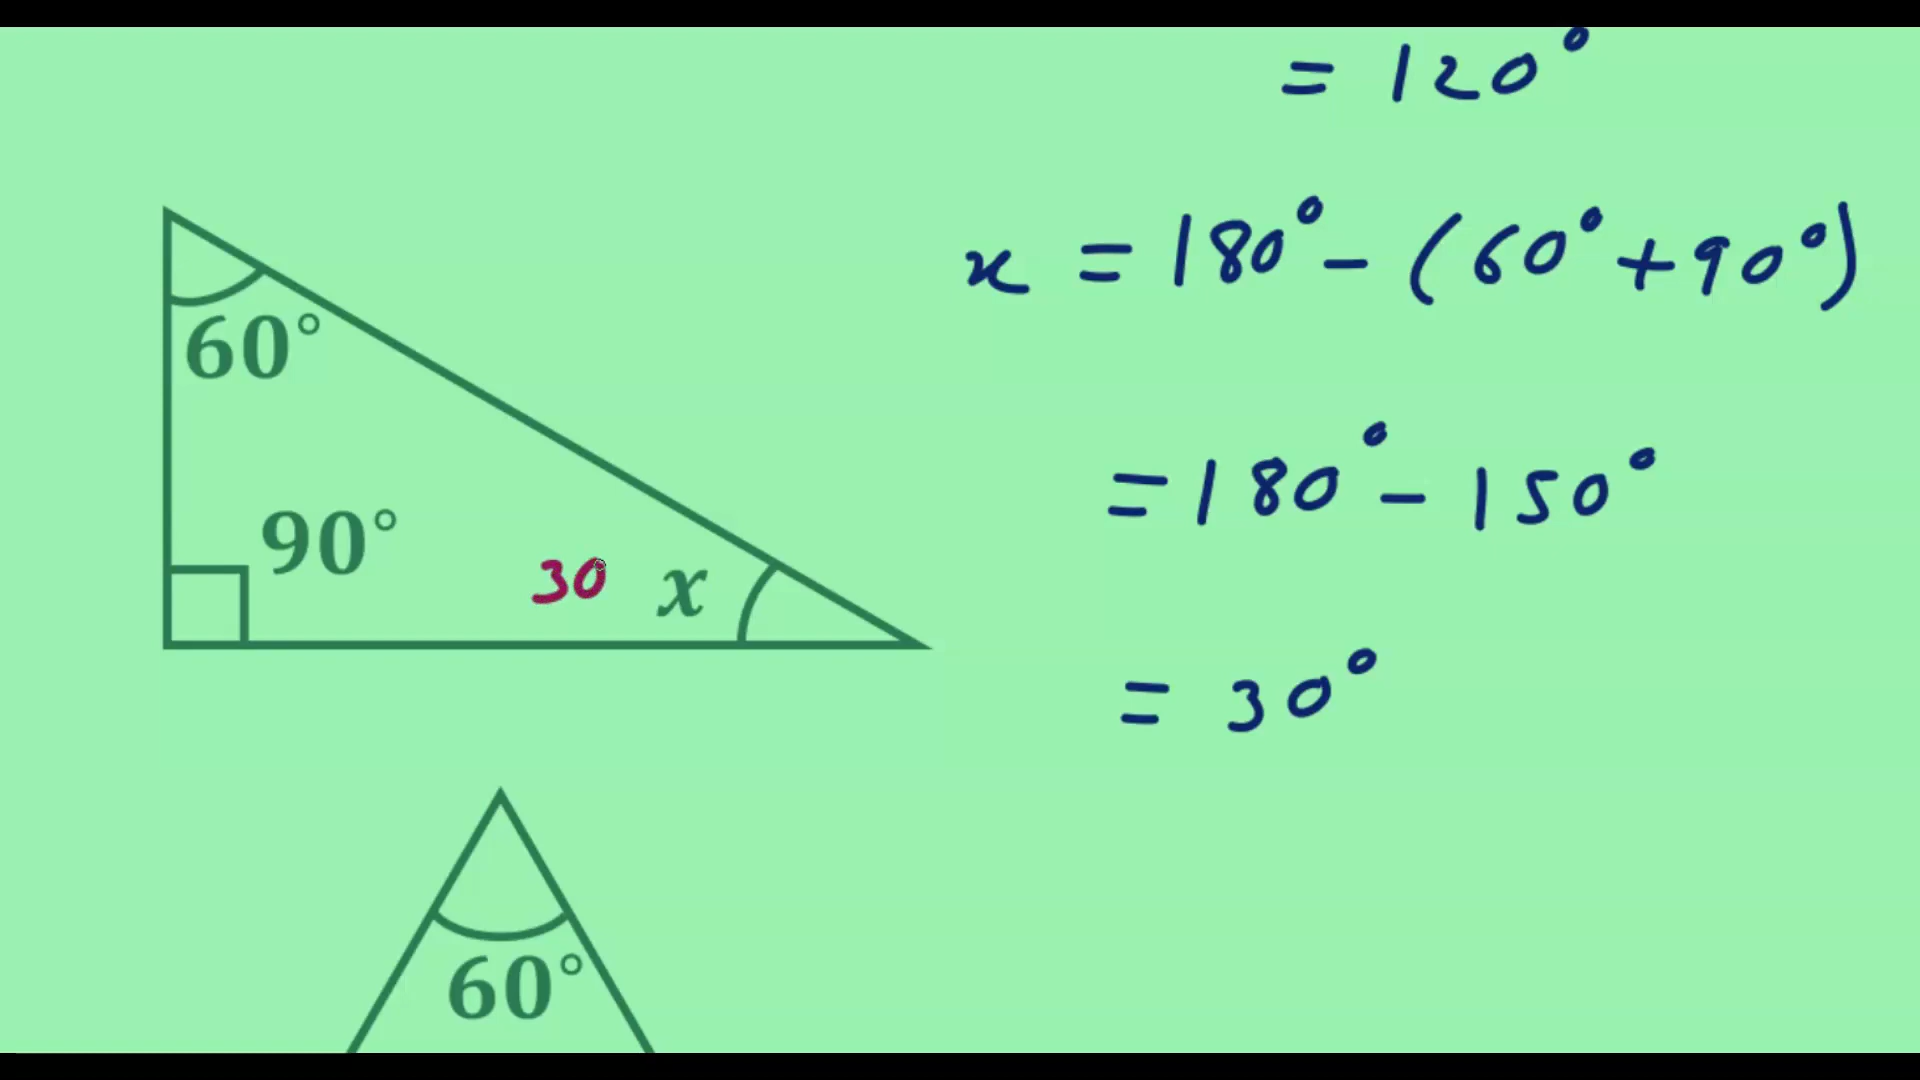 = 120°
60°
x = 180° - (60° + 90°)
90°
= 180° - 150°
30 x
= 30°
60°